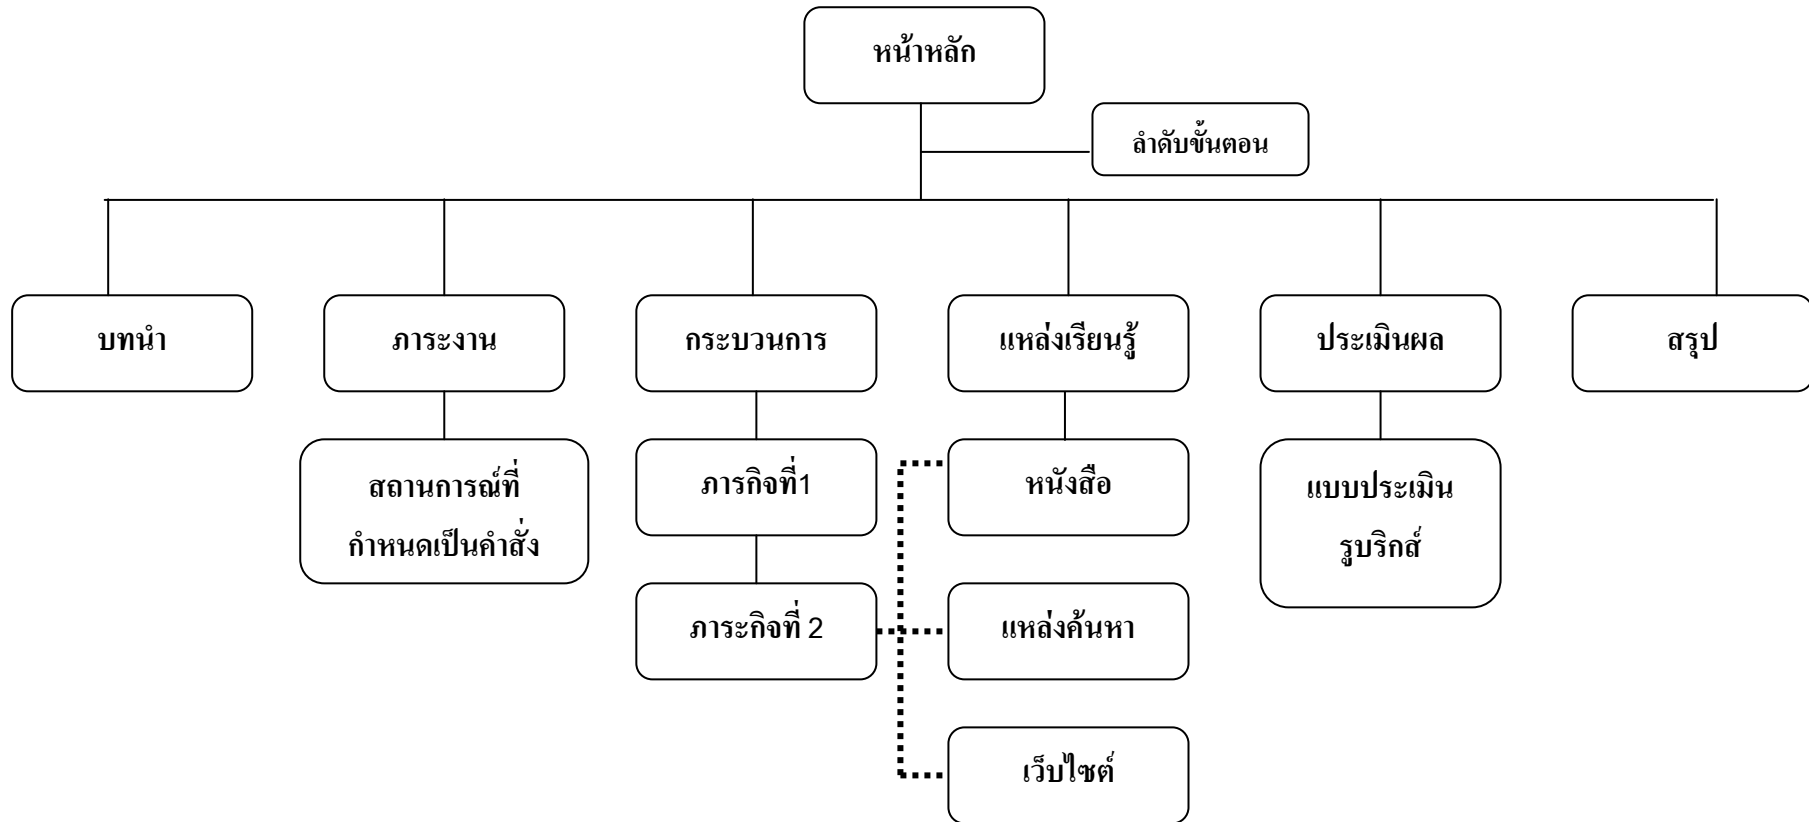 หน้าหลัก
ลำดับขั้นตอน
บทนำ
ภาระงาน
กระบวนการ
แหล่งเรียนรู้
ประเมินผล
สรุป
สถานการณ์ที่
กำหนดเป็นคำสั่ง
ภารกิจที่1
หนังสือ
แบบประเมิน
รูบริกส์
ภาระกิจที่ 2
แหล่งค้นหา
เว็บไซต์